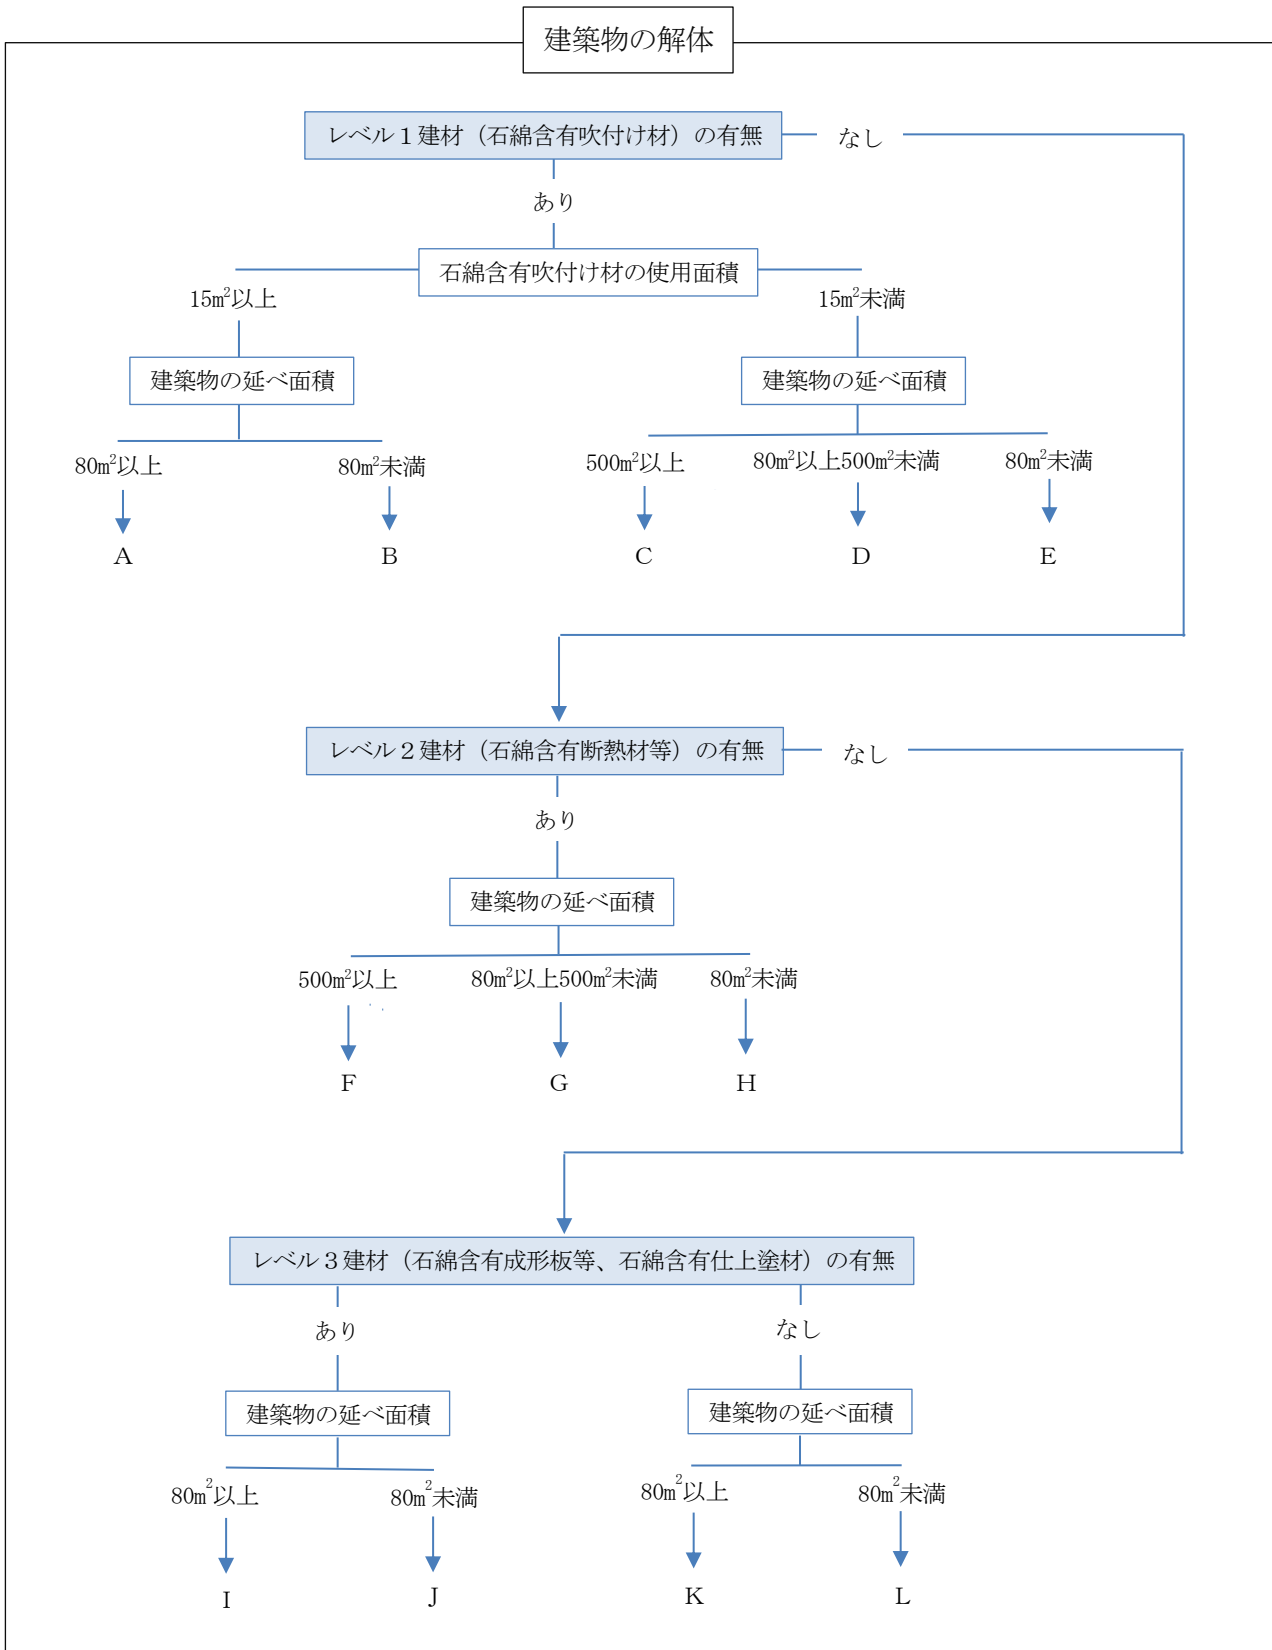 建築物の解体
レベル１建材（石綿含有吹付け材）の有無
なし
あり
石綿含有吹付け材の使用面積
15m²以上
15m²未満
建築物の延べ面積
建築物の延べ面積
80m²以上
80m²未満
500m²以上
80m²以上500m²未満
80m²未満
A
B
C
D
E
レベル２建材（石綿含有断熱材等）の有無
なし
あり
建築物の延べ面積
500m²以上
80m²以上500m²未満
80m²未満
F
G
H
レベル３建材（石綿含有成形板等、石綿含有仕上塗材）の有無
あり
なし
建築物の延べ面積
建築物の延べ面積
80m²以上
80m²未満
80m²以上
80m²未満
I
J
K
L